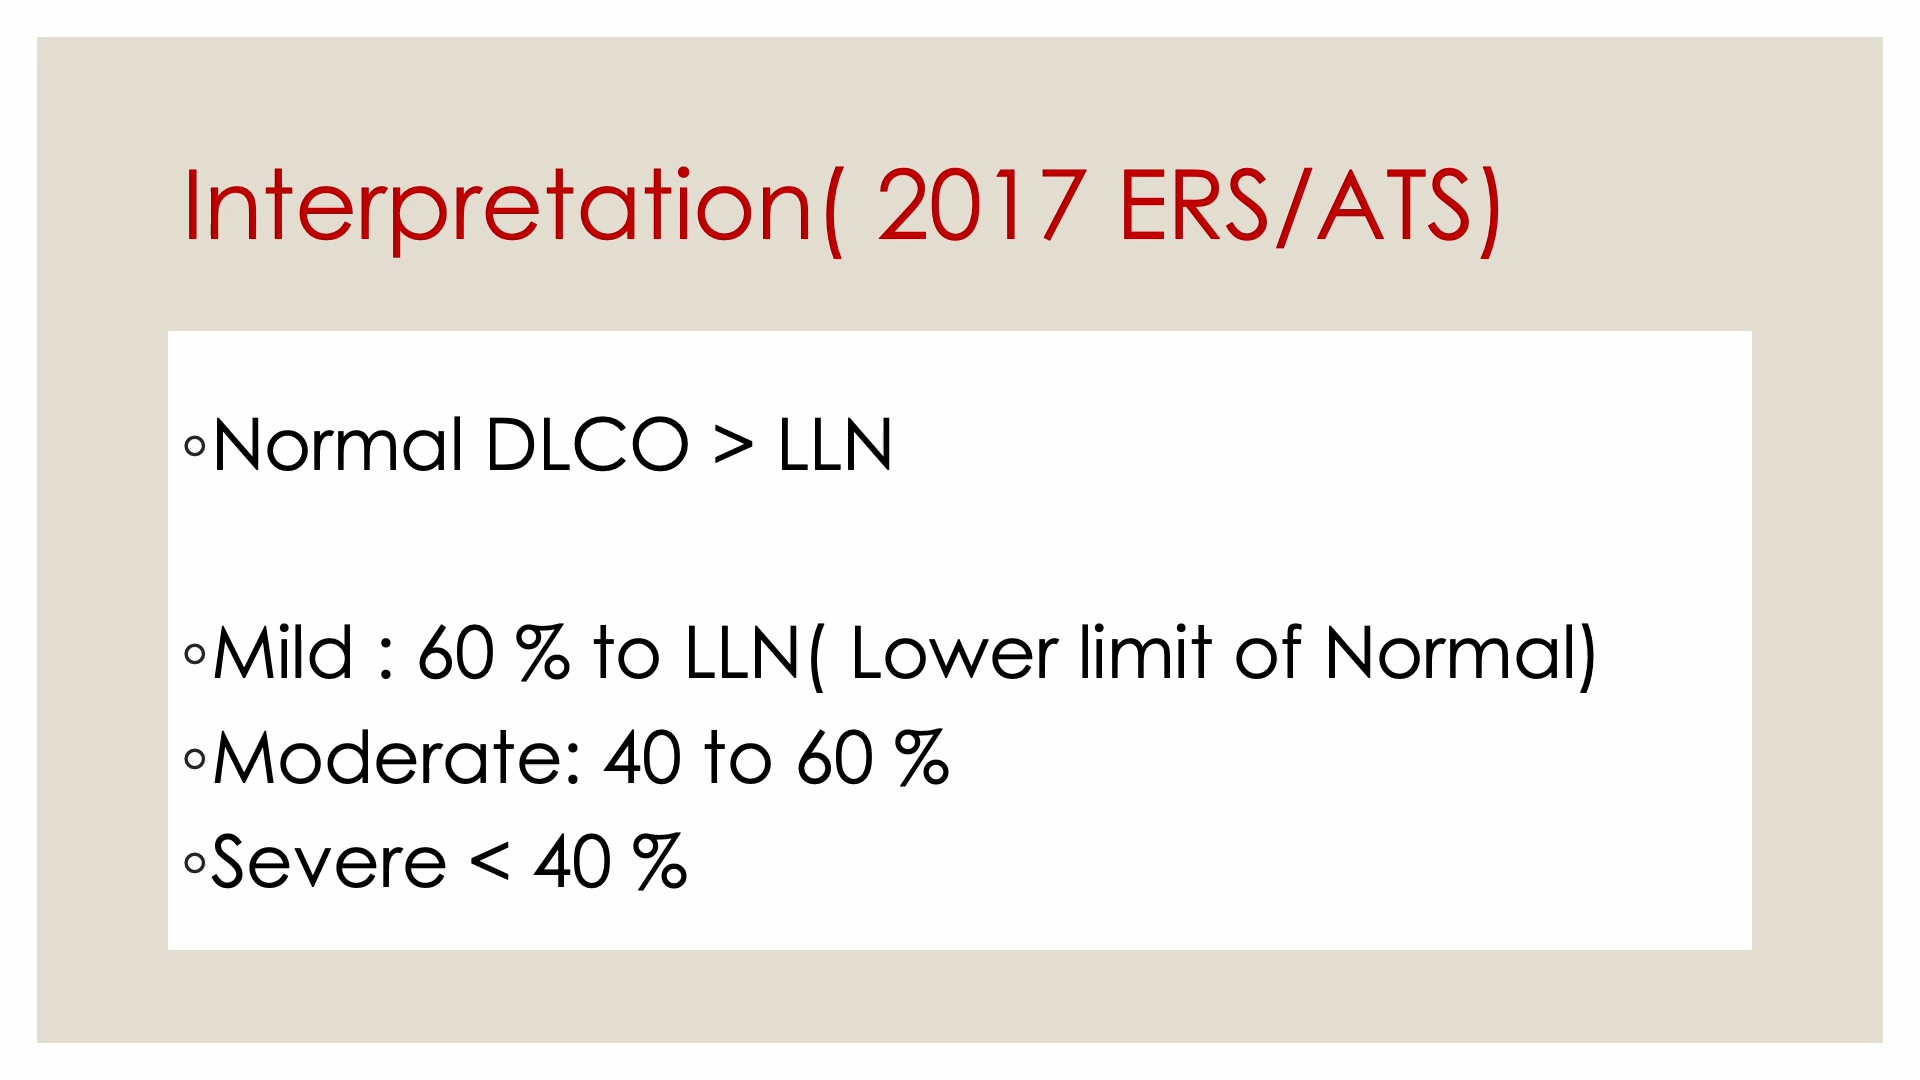 Interpretation( 2017 ERS/ATS)
◦Normal DLCO > LLN
◦Mild : 60 % to LLN( Lower limit of Normal)
◦Moderate: 40 to 60 %
◦Severe < 40 %